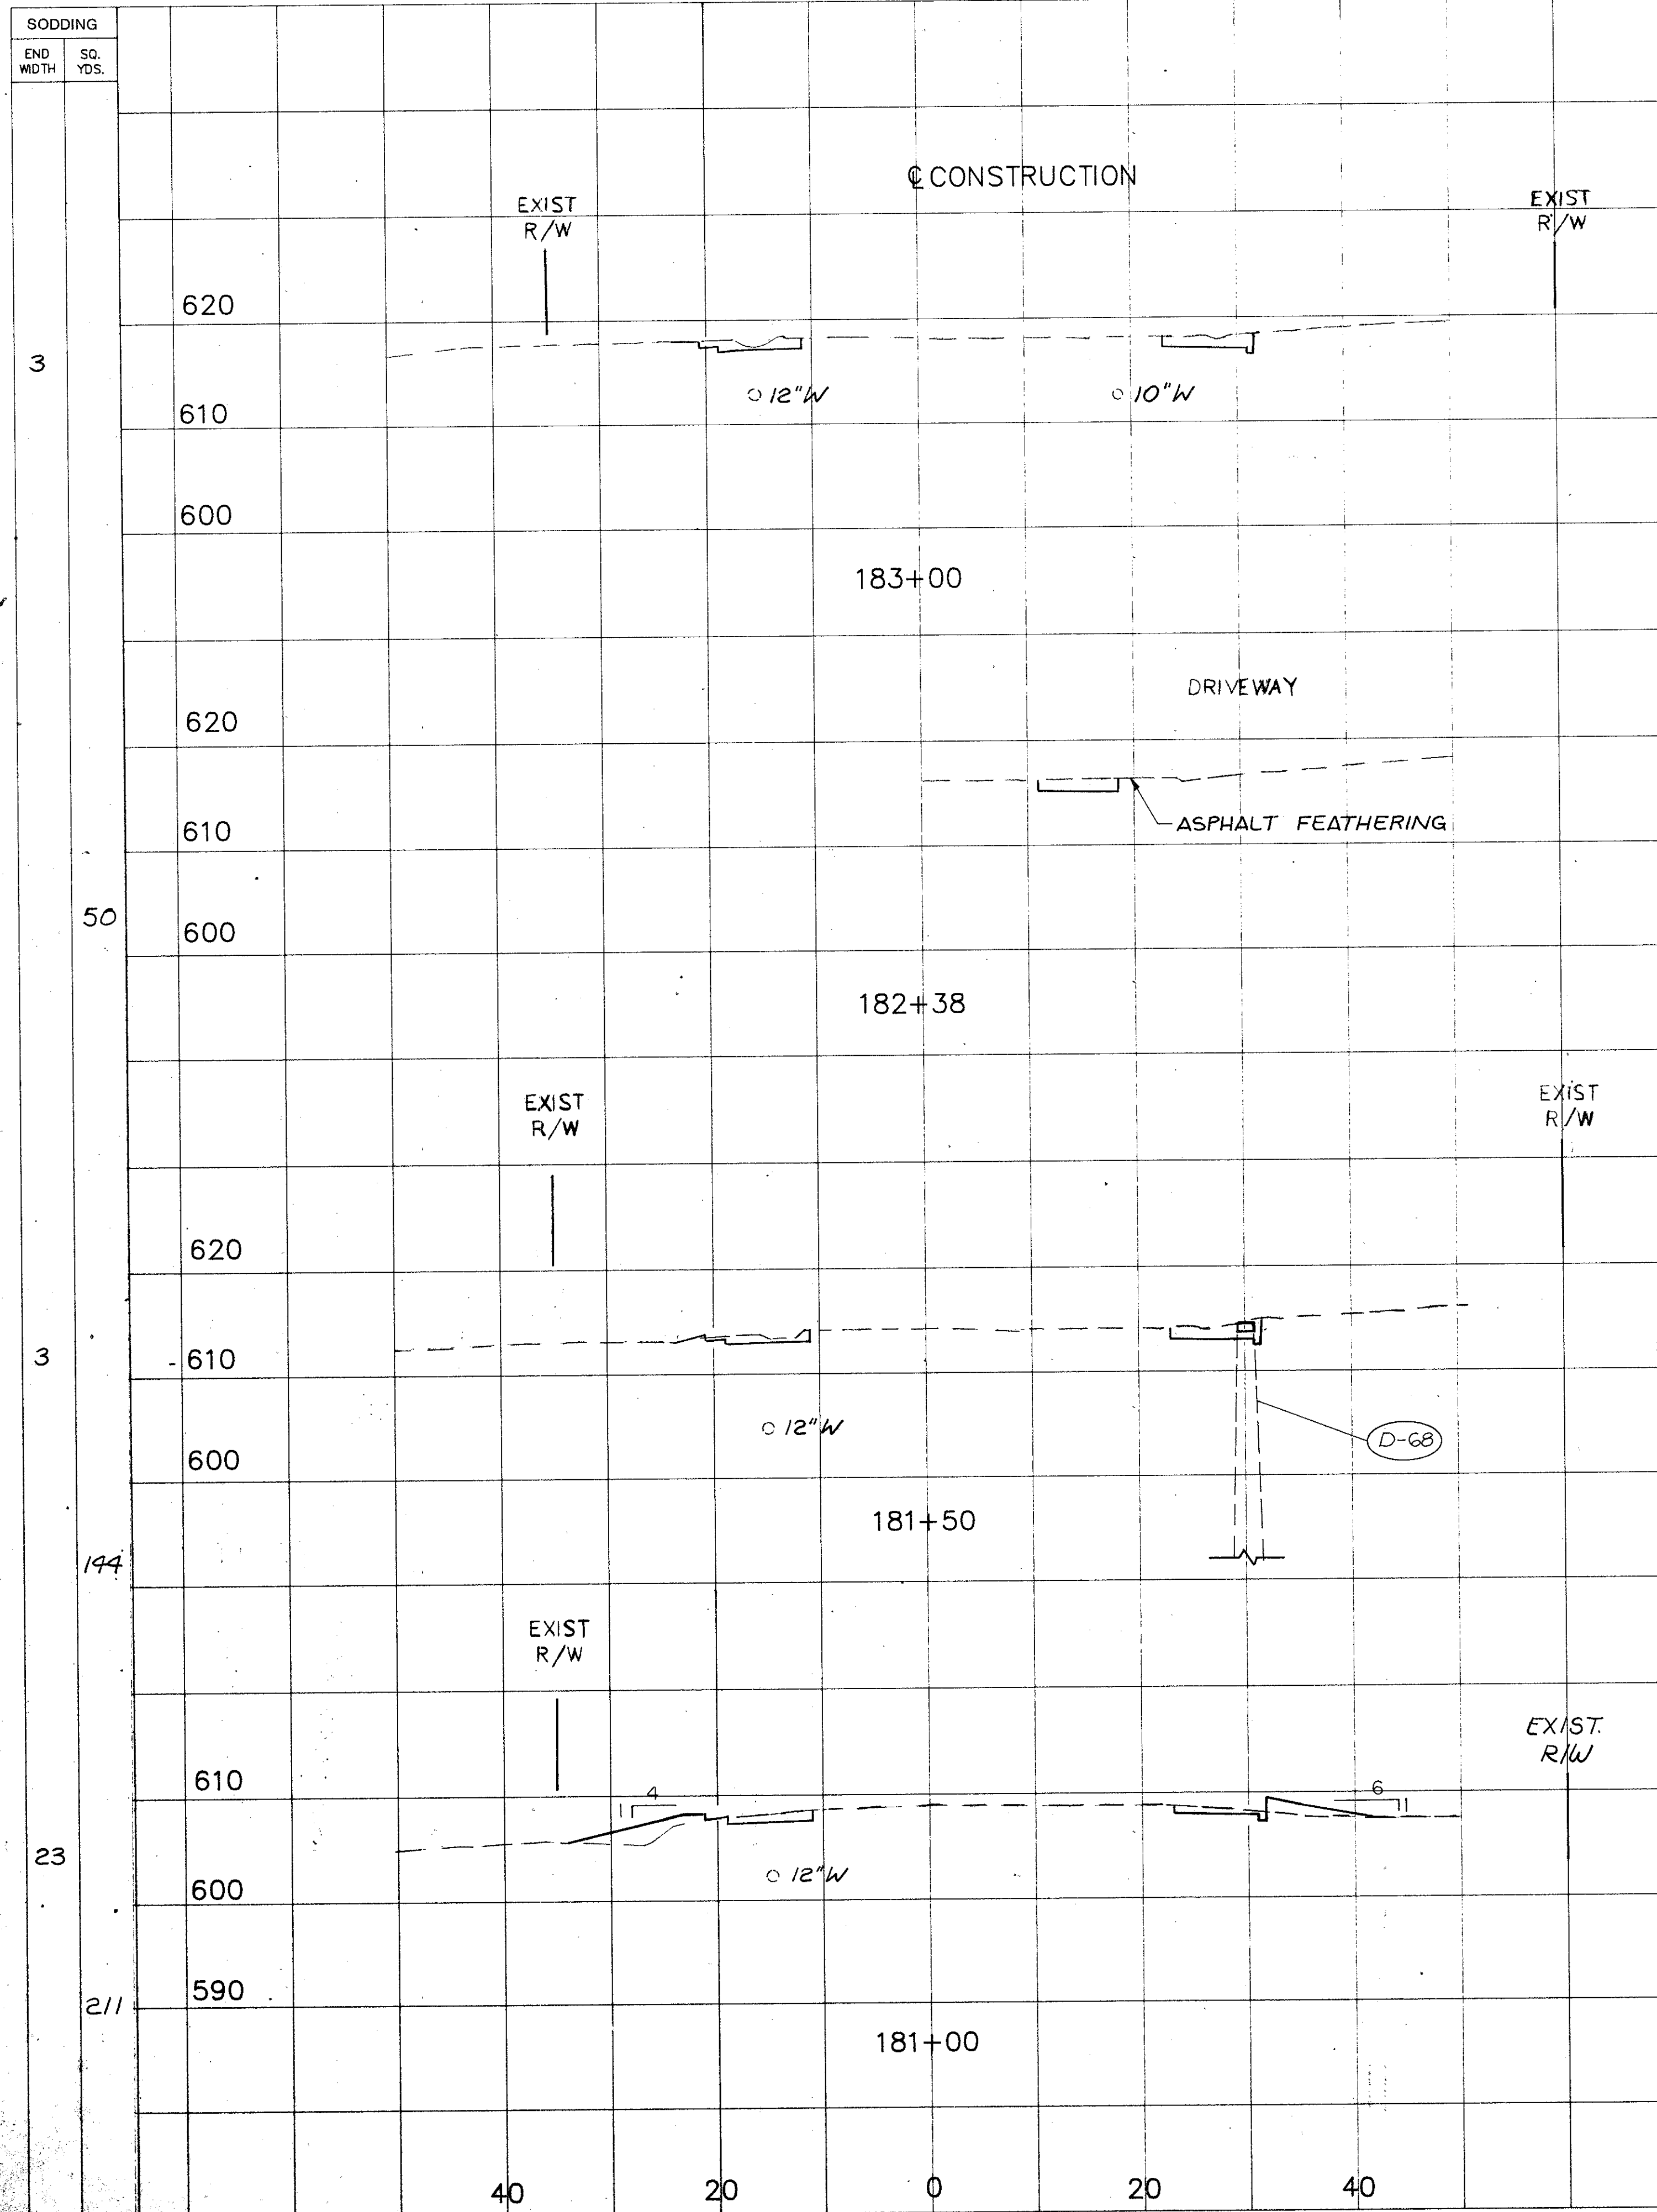 SODDING
END WIDTH
SQ. YDS.
℄ CONSTRUCTION
EXIST R/W
EXIST R/W
620
3
12"W
10"W
610
600
183+00
DRIVEWAY
620
ASPHALT FEATHERING
610
50
600
182+38
EXIST R/W
EXIST R/W
620
3
610
12"W
D-68
600
181+50
144
EXIST R/W
EXIST. R/W
610
4
1
6
1
23
12"W
600
590
211
181+00
40
20
0
20
40